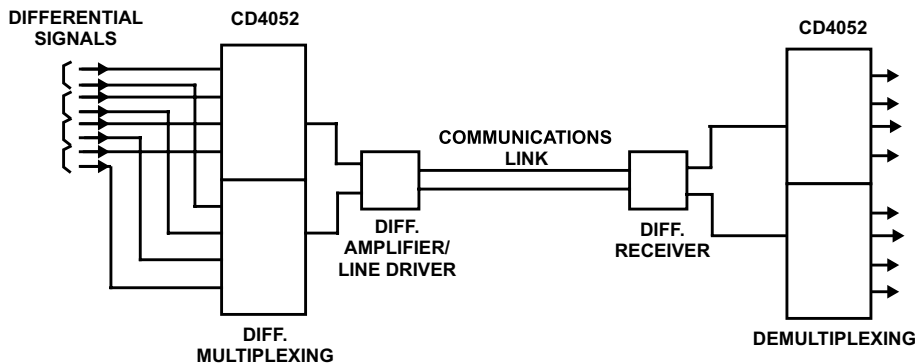 DIFFERENTIAL
SIGNALS
CD4052
CD4052
COMMUNICATIONS
LINK
DIFF.
AMPLIFIER/
LINE DRIVER
DIFF.
RECEIVER
DIFF.
MULTIPLEXING
DEMULTIPLEXING